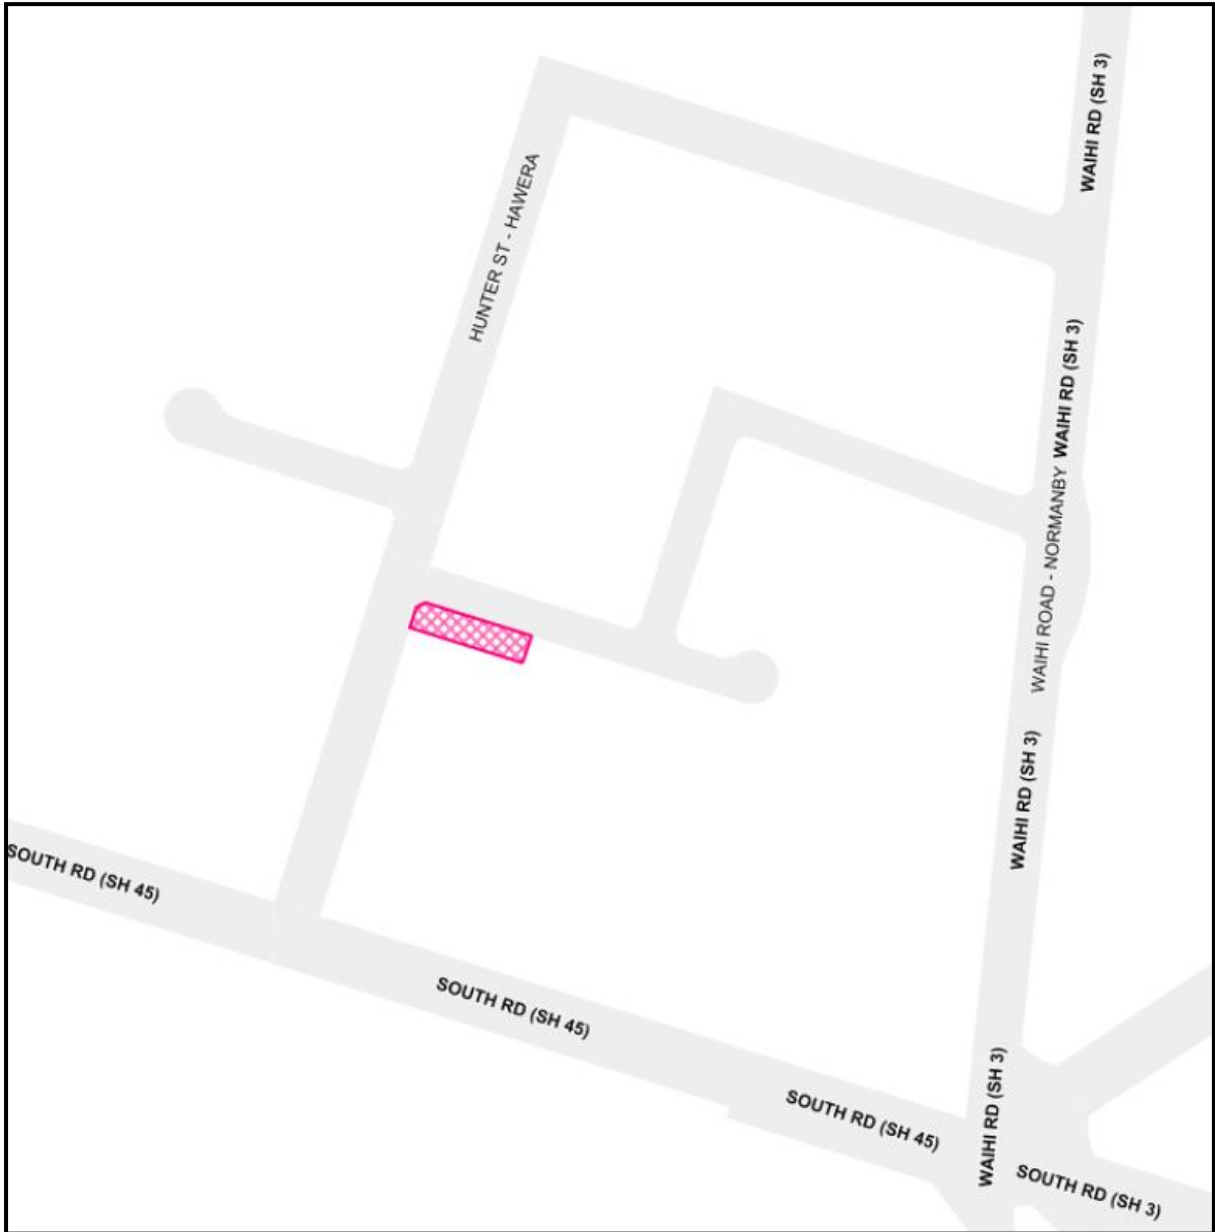 WAIHI RD (SH 3)
HUNTER ST - HAWERA
WAIHI RD (SH 3)
WAIHI ROAD - NORMANBY
WAIHI RD (SH 3)
SOUTH RD (SH 45)
SOUTH RD (SH 45)
WAIHI RD (SH 3)
SOUTH RD (SH 45)
SOUTH RD (SH 3)